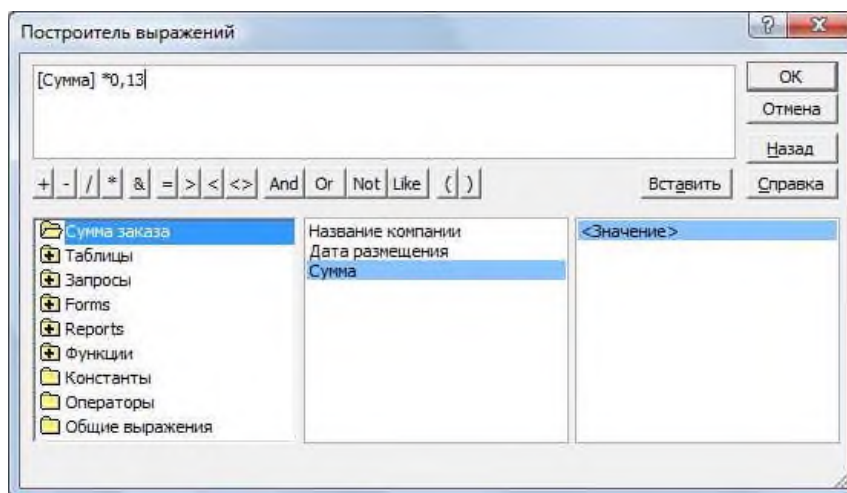 Построитель выражений
?
[Сумма] *0,13
OK
Отмена
Назад
+ - / * & = > < <> And Or Not Like ( ) Вставить Справка
Сумма заказа
Таблицы
Запросы
Forms
Reports
Функции
Константы
Операторы
Общие выражения
Название компании
Дата размещения
Сумма
<Значение>